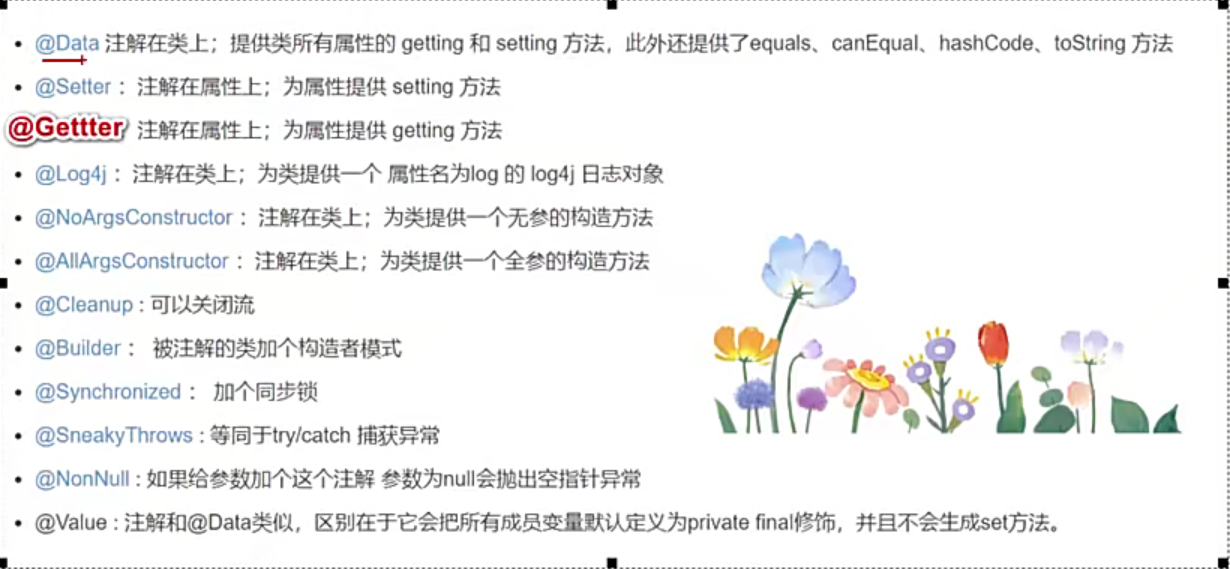 @Data 注解在类上；提供类所有属性的 getting 和 setting 方法，此外还提供了equals、canEqual、hashCode、toString 方法
@Setter ： 注解在属性上；为属性提供 setting 方法
@Gettter 注解在属性上；为属性提供 getting 方法
@Log4j ： 注解在类上；为类提供一个 属性名为log 的 log4j 日志对象
@NoArgsConstructor ： 注解在类上；为类提供一个无参的构造方法
@AllArgsConstructor ： 注解在类上；为类提供一个全参的构造方法
@Cleanup : 可以关闭流
@Builder ： 被注解的类加个构造者模式
@Synchronized ： 加个同步锁
@SneakyThrows : 等同于try/catch 捕获异常
@NonNull : 如果给参数加个这个注解 参数为null会抛出空指针异常
@Value : 注解和@Data类似，区别在于它会把所有成员变量默认定义为private final修饰，并且不会生成set方法。